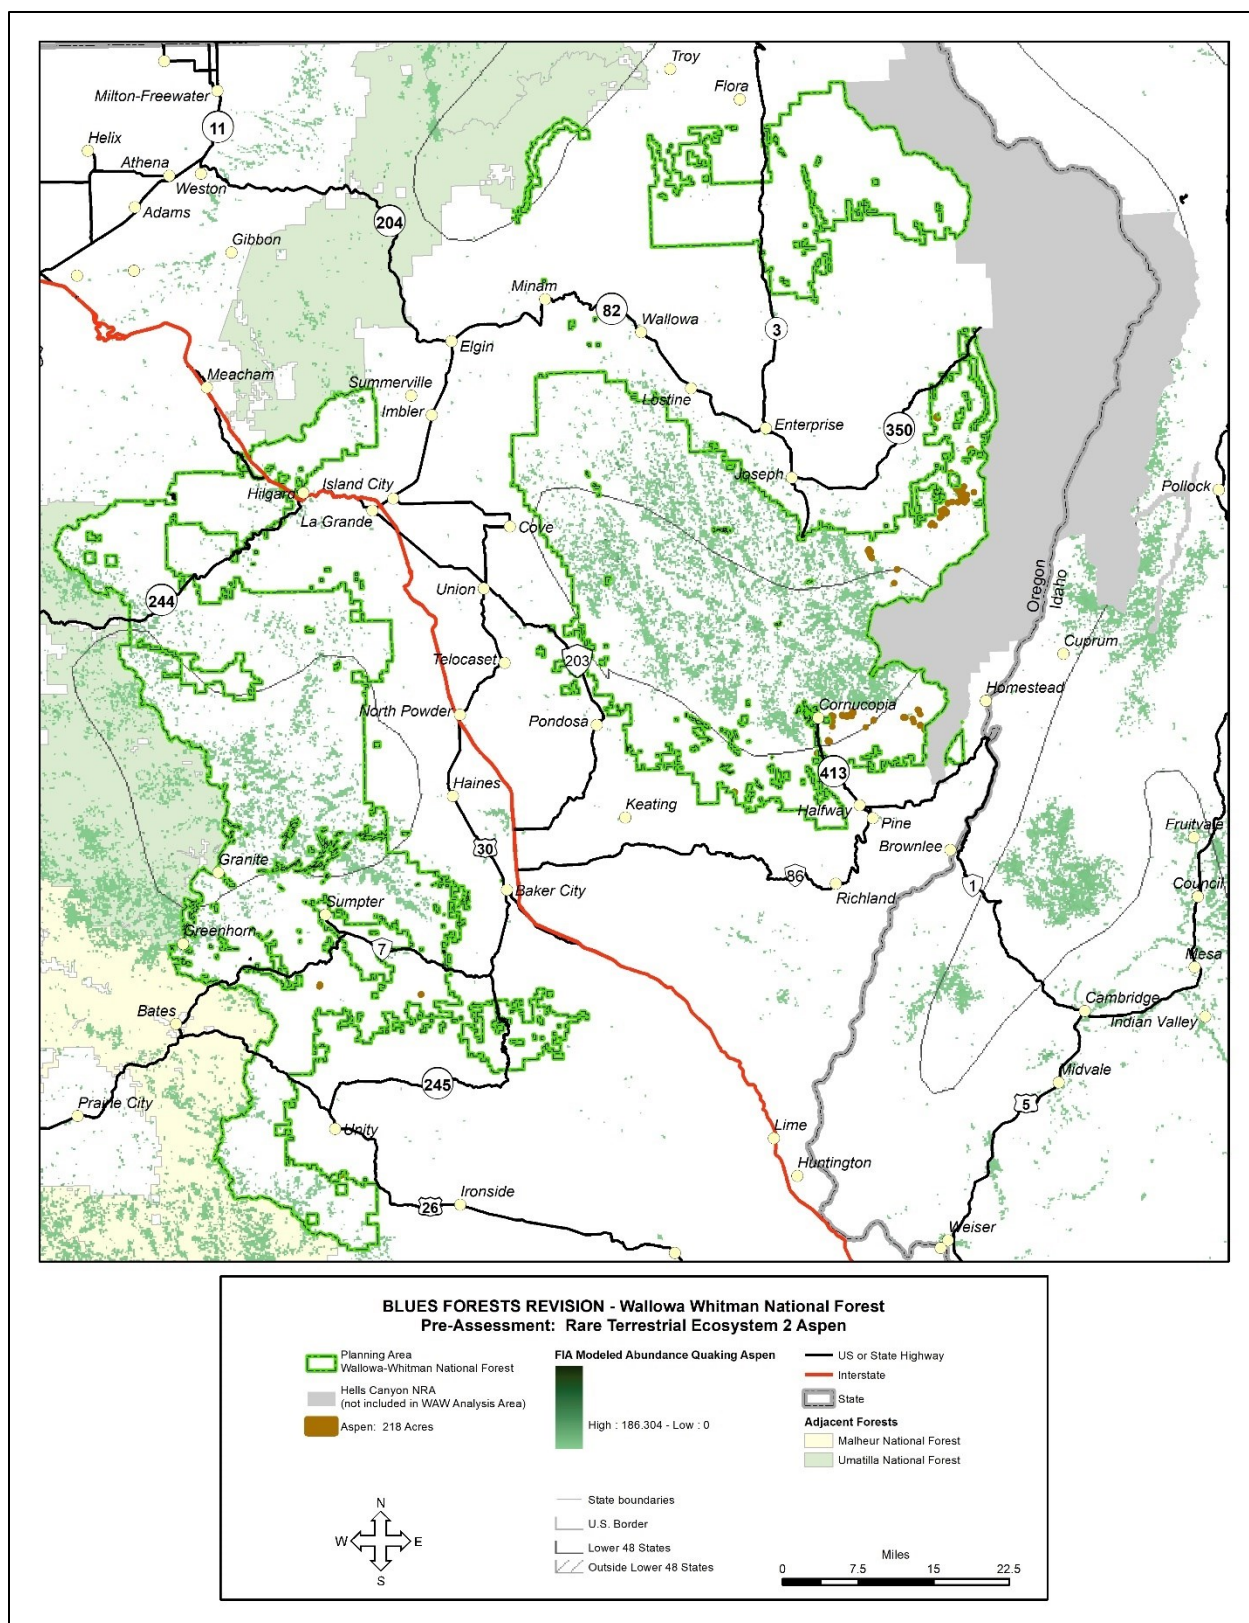 Troy
Flora
Milton-Freewater
11
Helix
Athena
Weston
Adams
204
Gibbon
Minam
82
Wallowa
3
Elgin
Meacham
Summerville
Imbler
Lostine
Enterprise
350
Joseph
Pollock
Hilgard
Island City
La Grande
Cove
Oregon
Idaho
244
Union
Cuprum
Telocaset
203
Homestead
North Powder
Pondosa
Cornucopia
413
Haines
Keating
Halfway
Pine
Fruitvale
30
Brownlee
Granite
86
1
Council
Baker City
Richland
Sumpter
Greenhorn
7
Mesa
Bates
Cambridge
Indian Valley
245
Midvale
Prairie City
5
Unity
Lime
Huntington
26
Ironside
Weiser
BLUES FORESTS REVISION - Wallowa Whitman National Forest
Pre-Assessment: Rare Terrestrial Ecosystem 2 Aspen
Planning Area
Wallowa-Whitman National Forest
Hells Canyon NRA
(not included in WAW Analysis Area)
Aspen: 218 Acres
FIA Modeled Abundance Quaking Aspen
High : 186.304 - Low : 0
US or State Highway
Interstate
State
Adjacent Forests
Malheur National Forest
Umatilla National Forest
State boundaries
U.S. Border
Lower 48 States
Outside Lower 48 States
N
W E
S
Miles
0 7.5 15 22.5